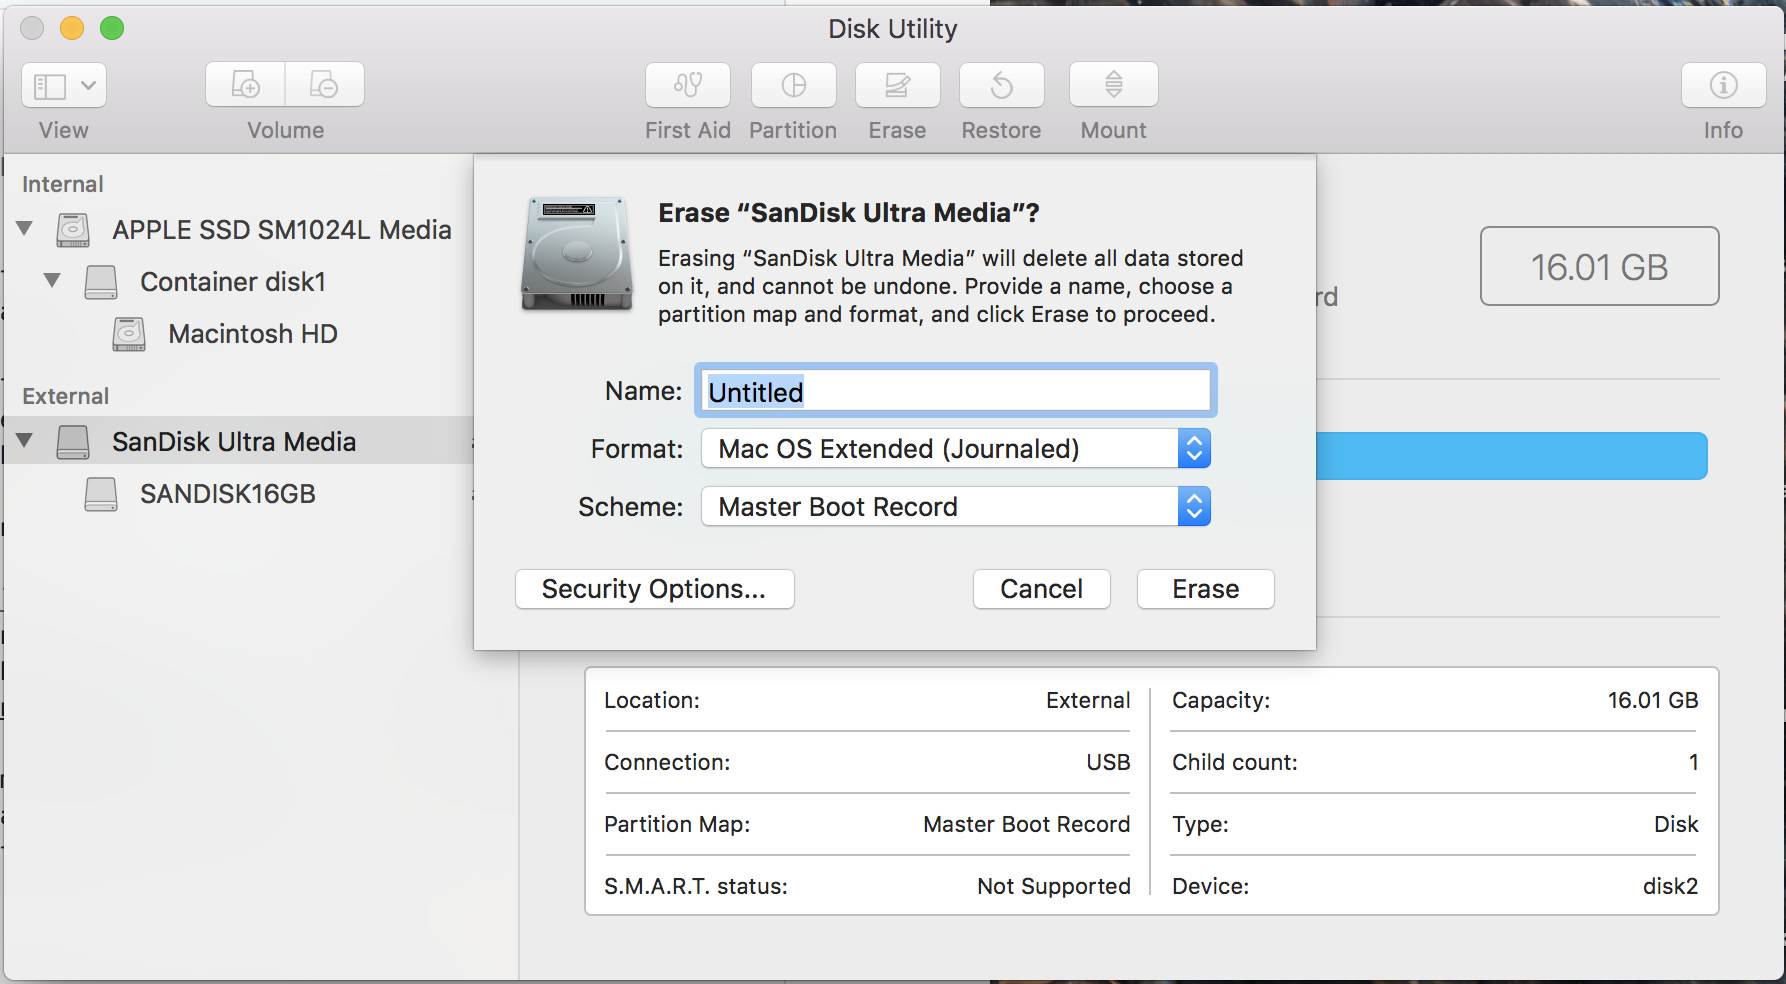 Disk Utility
View
Volume
First Aid
Partition
Erase
Restore
Mount
Info
Internal
APPLE SSD SM1024L Media
Container disk1
Macintosh HD
External
SanDisk Ultra Media
SANDISK16GB
Erase “SanDisk Ultra Media”?
Erasing “SanDisk Ultra Media” will delete all data stored
on it, and cannot be undone. Provide a name, choose a
partition map and format, and click Erase to proceed.
Name: Untitled
Format: Mac OS Extended (Journaled)
Scheme: Master Boot Record
Security Options...
Cancel
Erase
16.01 GB
Location: External
Connection: USB
Partition Map: Master Boot Record
S.M.A.R.T. status: Not Supported
Capacity: 16.01 GB
Child count: 1
Type: Disk
Device: disk2